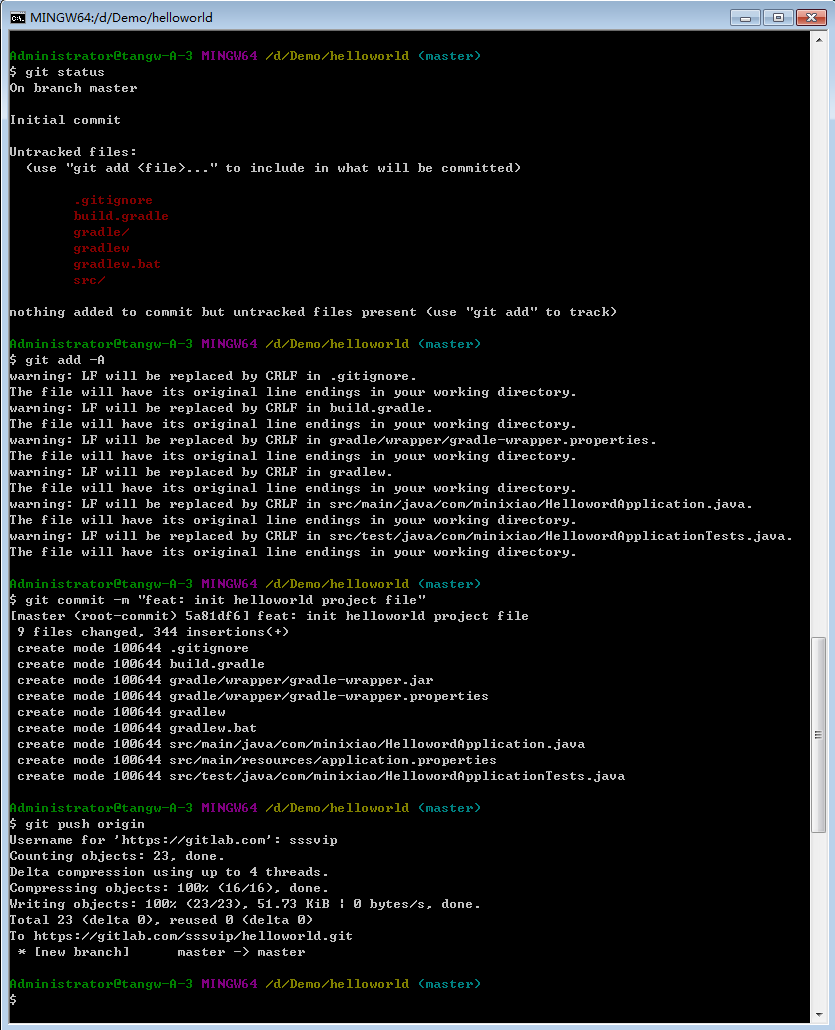 MINGW64:/d/Demo/helloworld
Administrator@tangw-A-3 MINGW64 /d/Demo/helloworld (master)
$ git status
On branch master
Initial commit
Untracked files:
  (use "git add <file>..." to include in what will be committed)
        .gitignore
        build.gradle
        gradle/
        gradlew
        gradlew.bat
        src/
nothing added to commit but untracked files present (use "git add" to track)
Administrator@tangw-A-3 MINGW64 /d/Demo/helloworld (master)
$ git add -A
warning: LF will be replaced by CRLF in .gitignore.
The file will have its original line endings in your working directory.
warning: LF will be replaced by CRLF in build.gradle.
The file will have its original line endings in your working directory.
warning: LF will be replaced by CRLF in gradle/wrapper/gradle-wrapper.properties.
The file will have its original line endings in your working directory.
warning: LF will be replaced by CRLF in gradlew.
The file will have its original line endings in your working directory.
warning: LF will be replaced by CRLF in src/main/java/com/minixiao/HellowordApplication.java.
The file will have its original line endings in your working directory.
warning: LF will be replaced by CRLF in src/test/java/com/minixiao/HellowordApplicationTests.java.
The file will have its original line endings in your working directory.
Administrator@tangw-A-3 MINGW64 /d/Demo/helloworld (master)
$ git commit -m "feat: init helloworld project file"
[master (root-commit) 5a81df6] feat: init helloworld project file
 9 files changed, 344 insertions(+)
 create mode 100644 .gitignore
 create mode 100644 build.gradle
 create mode 100644 gradle/wrapper/gradle-wrapper.jar
 create mode 100644 gradle/wrapper/gradle-wrapper.properties
 create mode 100644 gradlew
 create mode 100644 gradlew.bat
 create mode 100644 src/main/java/com/minixiao/HellowordApplication.java
 create mode 100644 src/main/resources/application.properties
 create mode 100644 src/test/java/com/minixiao/HellowordApplicationTests.java
Administrator@tangw-A-3 MINGW64 /d/Demo/helloworld (master)
$ git push origin
Username for 'https://gitlab.com': sssvip
Counting objects: 23, done.
Delta compression using up to 4 threads.
Compressing objects: 100% (16/16), done.
Writing objects: 100% (23/23), 51.73 KiB | 0 bytes/s, done.
Total 23 (delta 0), reused 0 (delta 0)
To https://gitlab.com/sssvip/helloworld.git
 * [new branch]      master -> master
Administrator@tangw-A-3 MINGW64 /d/Demo/helloworld (master)
$